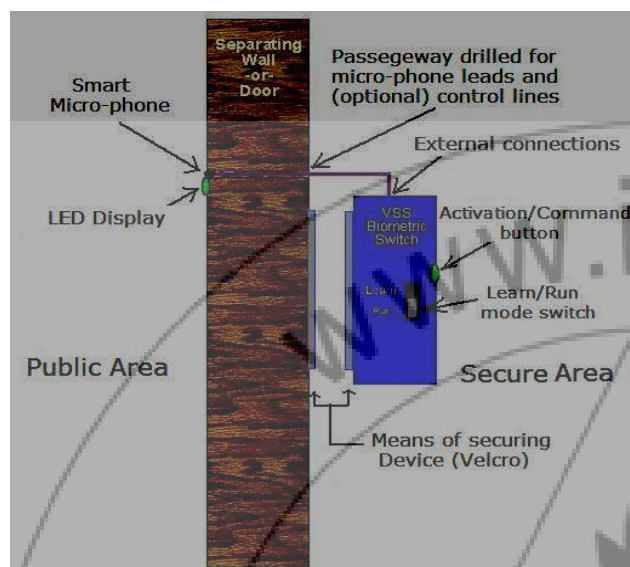 Separating
Wall
-or-
Door
Smart
Micro-phone
Passegeway drilled for
micro-phone leads and
(optional) control lines
External connections
LED Display
VSS
Biometric
Switch
Activation/Command
button
Learn
Run
Learn/Run
mode switch
Public Area
Secure Area
Means of securing
Device (Velcro)
www.i